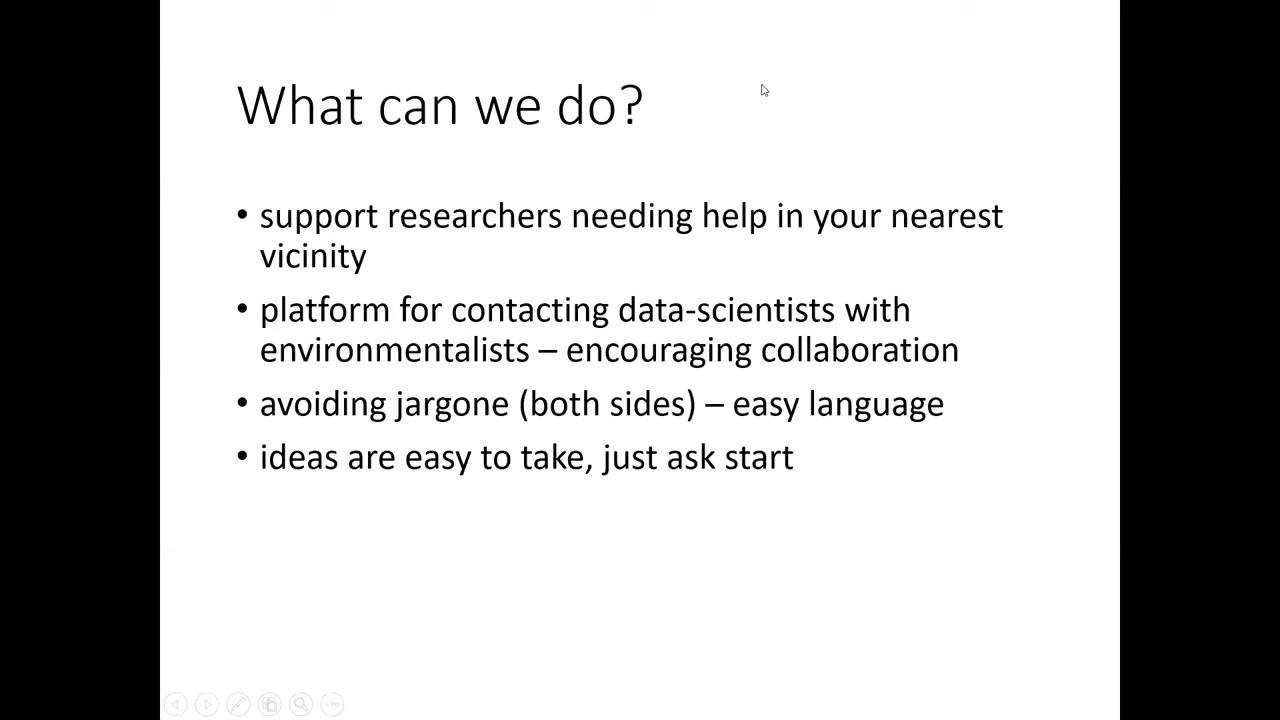 What can we do?
• support researchers needing help in your nearest
vicinity
• platform for contacting data-scientists with
environmentalists – encouraging collaboration
• avoiding jargone (both sides) – easy language
• ideas are easy to take, just ask start